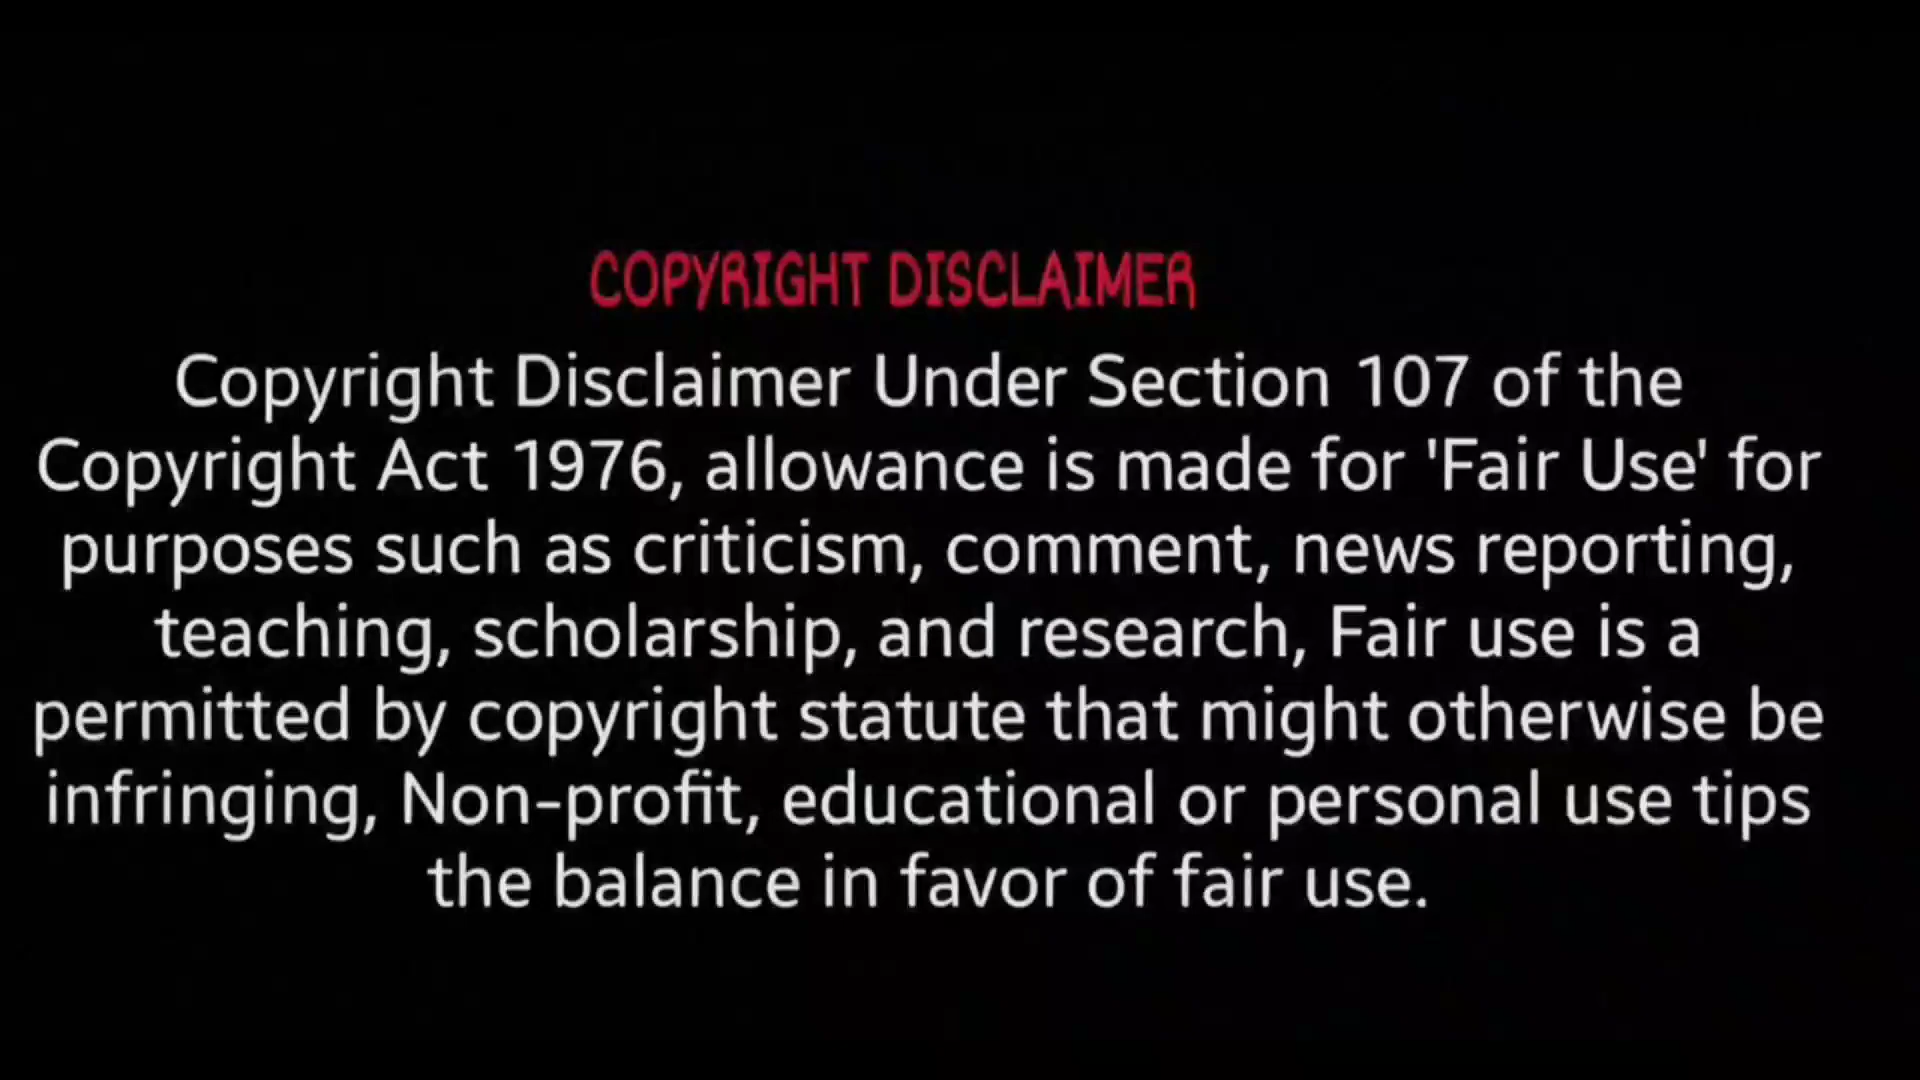 COPYRIGHT DISCLAIMER
Copyright Disclaimer Under Section 107 of the
Copyright Act 1976, allowance is made for 'Fair Use' for
purposes such as criticism, comment, news reporting,
teaching, scholarship, and research, Fair use is a
permitted by copyright statute that might otherwise be
infringing, Non-profit, educational or personal use tips
the balance in favor of fair use.